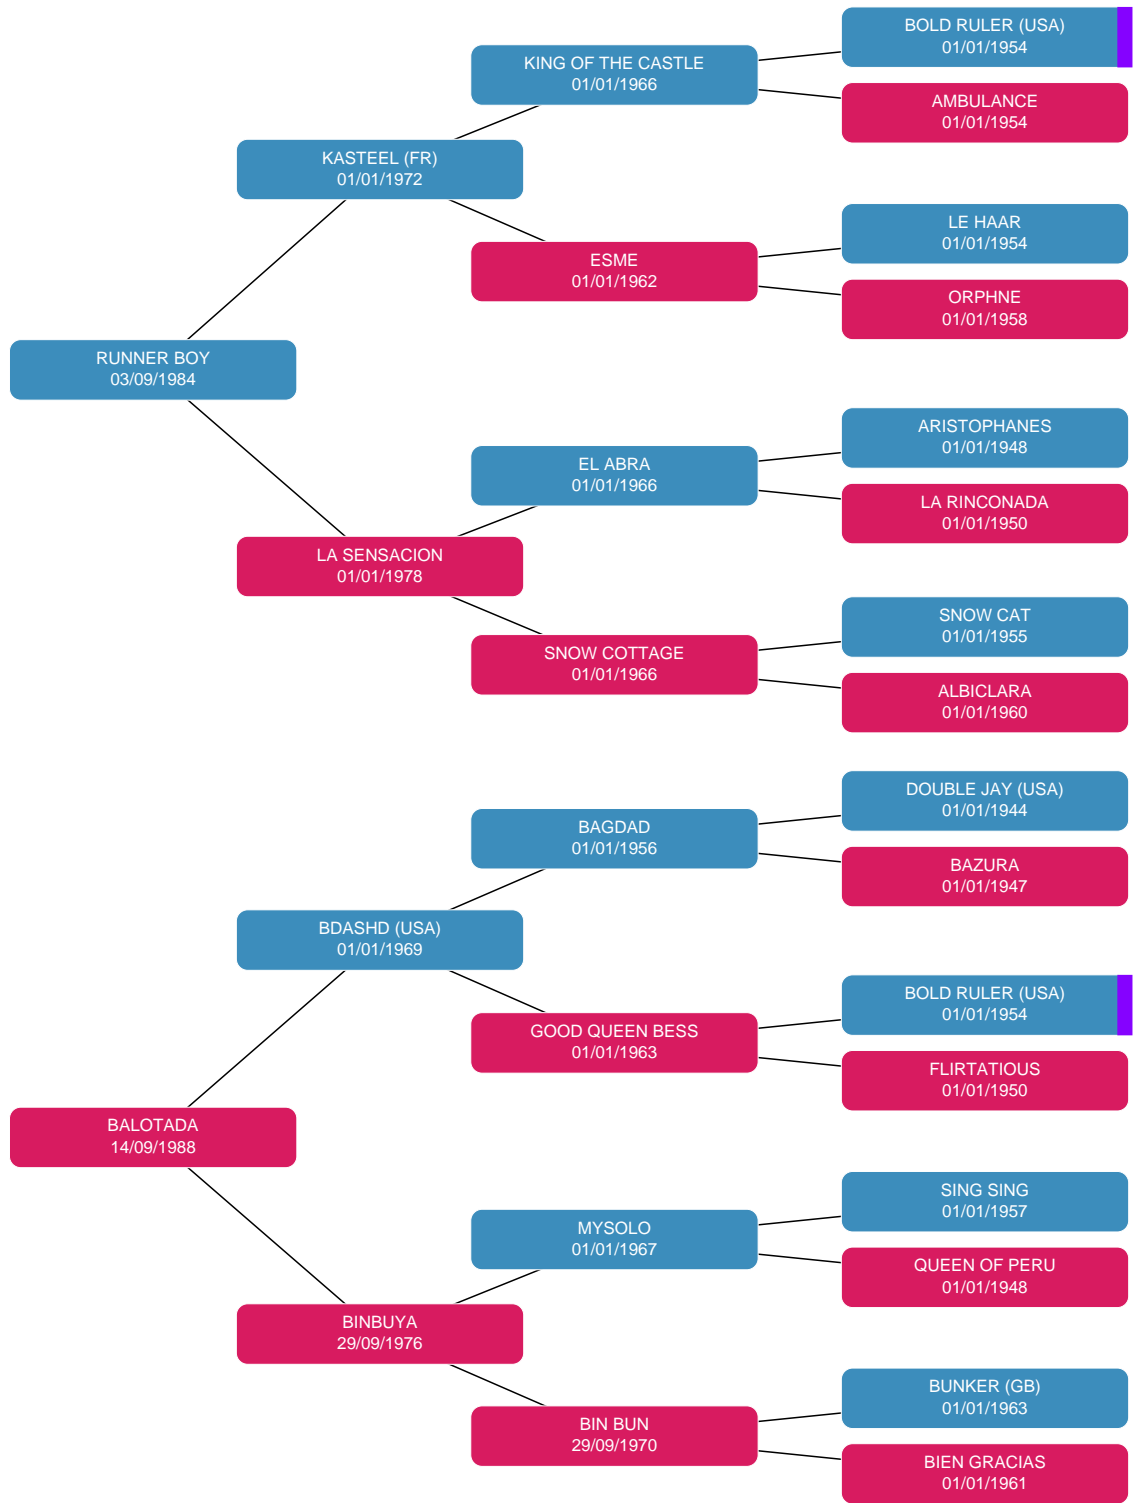 BOLD RULER (USA)
01/01/1954
KING OF THE CASTLE
01/01/1966
AMBULANCE
01/01/1954
KASTEEL (FR)
01/01/1972
LE HAAR
01/01/1954
ESME
01/01/1962
ORPHNE
01/01/1958
RUNNER BOY
03/09/1984
ARISTOPHANES
01/01/1948
EL ABRA
01/01/1966
LA RINCONADA
01/01/1950
LA SENSACION
01/01/1978
SNOW CAT
01/01/1955
SNOW COTTAGE
01/01/1966
ALBICLARA
01/01/1960
DOUBLE JAY (USA)
01/01/1944
BAGDAD
01/01/1956
BAZURA
01/01/1947
BDASHD (USA)
01/01/1969
BOLD RULER (USA)
01/01/1954
GOOD QUEEN BESS
01/01/1963
FLIRTATIOUS
01/01/1950
BALOTADA
14/09/1988
SING SING
01/01/1957
MYSOLO
01/01/1967
QUEEN OF PERU
01/01/1948
BINBUYA
29/09/1976
BUNKER (GB)
01/01/1963
BIN BUN
29/09/1970
BIEN GRACIAS
01/01/1961